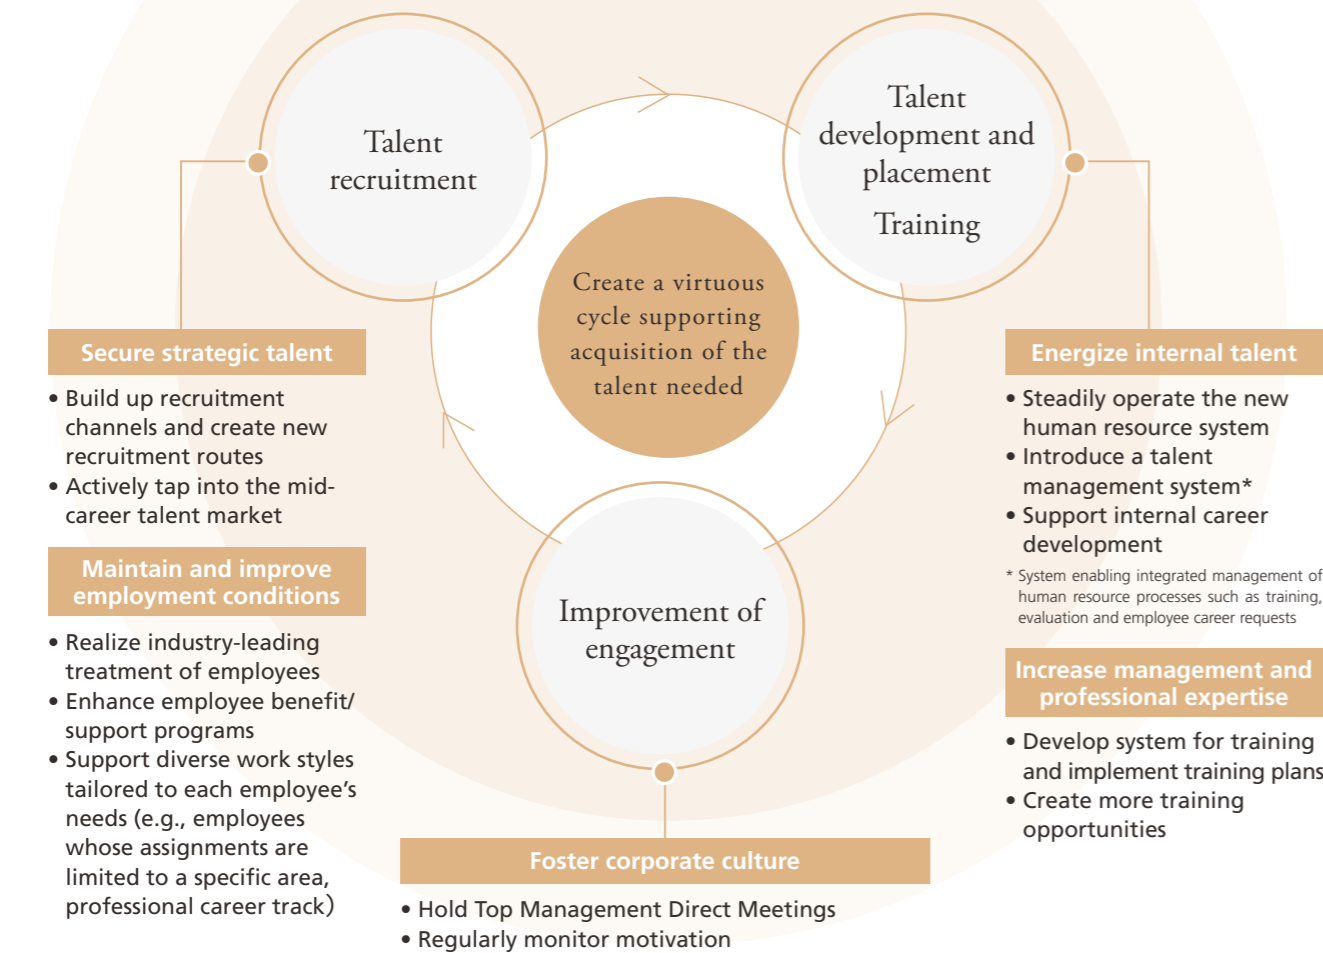 Talent
recruitment
Talent
development and
placement
Training
Create a virtuous
cycle supporting
acquisition of the
talent needed
Improvement of
engagement
Secure strategic talent
• Build up recruitment
channels and create new
recruitment routes
• Actively tap into the mid-
career talent market
Maintain and improve
employment conditions
• Realize industry-leading
treatment of employees
• Enhance employee benefit/
support programs
• Support diverse work styles
tailored to each employee’s
needs (e.g., employees
whose assignments are
limited to a specific area,
professional career track）
Foster corporate culture
• Hold Top Management Direct Meetings
• Regularly monitor motivation
Energize internal talent
• Steadily operate the new
human resource system
• Introduce a talent
management system*
• Support internal career
development
* System enabling integrated management of
human resource processes such as training,
evaluation and employee career requests
Increase management and
professional expertise
• Develop system for training
and implement training plans
• Create more training
opportunities